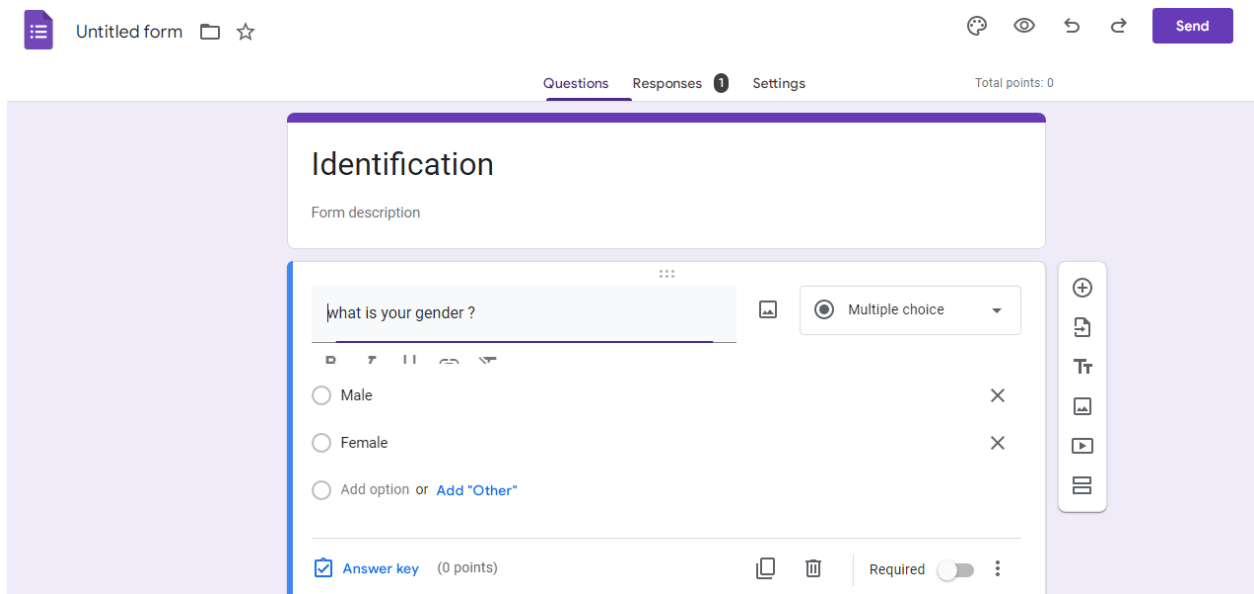 Untitled form
Send
Questions Responses 1 Settings Total points: 0
Identification
Form description
what is your gender ?
Multiple choice
B I U
Male
Female
Add option or Add "Other"
Answer key (0 points) Required